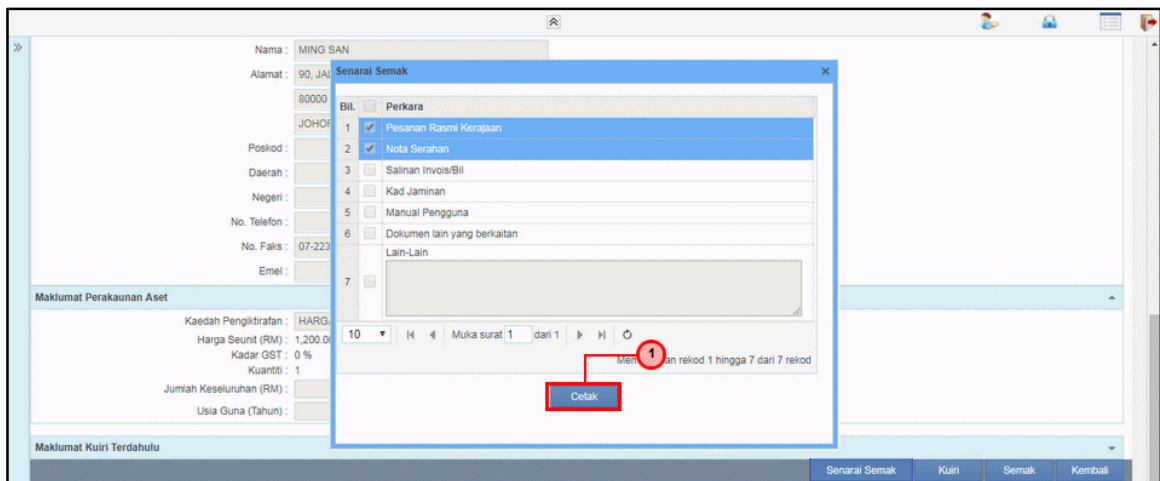 Nama : MING SAN
Alamat : 90, JAL
80000
JOHOR
Poskod :
Daerah :
Negeri :
No. Telefon :
No. Faks : 07-223
Emel :
Senarai Semak ×
Bil. Perkara
1 Pesanan Rasmi Kerajaan
2 Nota Serahan
3 Salinan Invois/Bil
4 Kad Jaminan
5 Manual Pengguna
6 Dokumen lain yang berkaitan
Lain-Lain
7
10 Muka surat 1 dari 1
1
an rekod 1 hingga 7 dari 7 rekod
Cetak
Maklumat Perakaunan Aset
Kaedah Pengiktirafan : HARGA
Harga Seunit (RM) : 1,200.00
Kadar GST : 0 %
Kuantiti : 1
Jumlah Keseluruhan (RM) :
Usia Guna (Tahun) :
Maklumat Kuiri Terdahulu
Senarai Semak Kuiri Semak Kembali